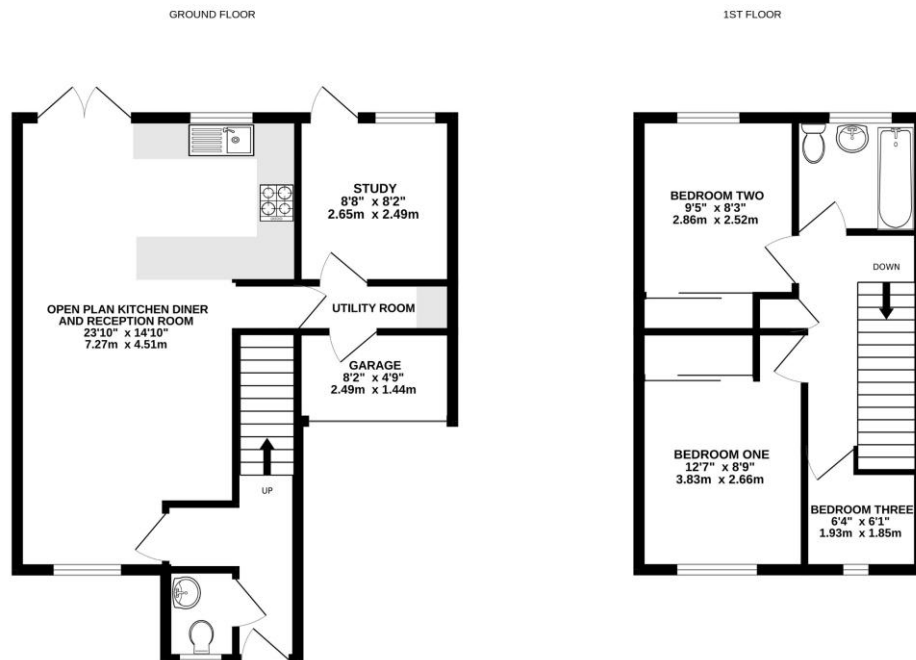 GROUND FLOOR
1ST FLOOR
STUDY
8'8" x 8'2"
2.65m x 2.49m
UTILITY ROOM
OPEN PLAN KITCHEN DINER
AND RECEPTION ROOM
23'10" x 14'10"
7.27m x 4.51m
GARAGE
8'2" x 4'9"
2.49m x 1.44m
UP
BEDROOM TWO
9'5" x 8'3"
2.86m x 2.52m
DOWN
BEDROOM ONE
12'7" x 8'9"
3.83m x 2.66m
BEDROOM THREE
6'4" x 6'1"
1.93m x 1.85m